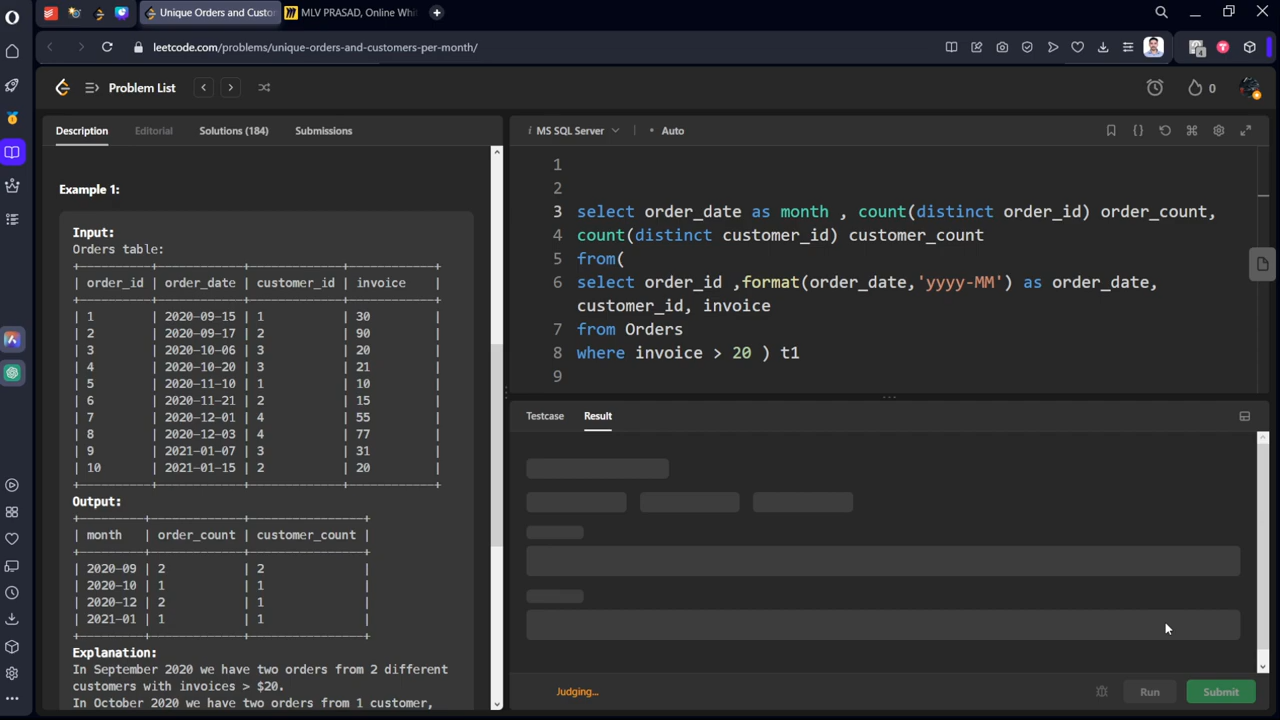 Unique Orders and Custor
MLV PRASAD, Online Whit
leetcode.com/problems/unique-orders-and-customers-per-month/
Problem List
0
Description
Editorial
Solutions (184)
Submissions
Example 1:
Input:
Orders table:
+----------+------------+-------------+------------+
| order_id | order_date | customer_id | invoice |
+----------+------------+-------------+------------+
| 1 | 2020-09-15 | 1 | 30 |
| 2 | 2020-09-17 | 2 | 90 |
| 3 | 2020-10-06 | 3 | 20 |
| 4 | 2020-10-20 | 3 | 21 |
| 5 | 2020-11-10 | 1 | 10 |
| 6 | 2020-11-21 | 2 | 15 |
| 7 | 2020-12-01 | 4 | 55 |
| 8 | 2020-12-03 | 4 | 77 |
| 9 | 2021-01-07 | 3 | 31 |
| 10 | 2021-01-15 | 2 | 20 |
+----------+------------+-------------+------------+
Output:
+---------+-------------+----------------+
| month | order_count | customer_count |
+---------+-------------+----------------+
| 2020-09 | 2 | 2 |
| 2020-10 | 1 | 1 |
| 2020-12 | 2 | 1 |
| 2021-01 | 1 | 1 |
+---------+-------------+----------------+
Explanation:
In September 2020 we have two orders from 2 different
customers with invoices > $20.
In October 2020 we have two orders from 1 customer,
i MS SQL Server
• Auto
1
2
3 select order_date as month , count(distinct order_id) order_count,
4 count(distinct customer_id) customer_count
5 from(
6 select order_id ,format(order_date,'yyyy-MM') as order_date,
customer_id, invoice
7 from Orders
8 where invoice > 20 ) t1
9
Testcase
Result
Judging...
Run
Submit